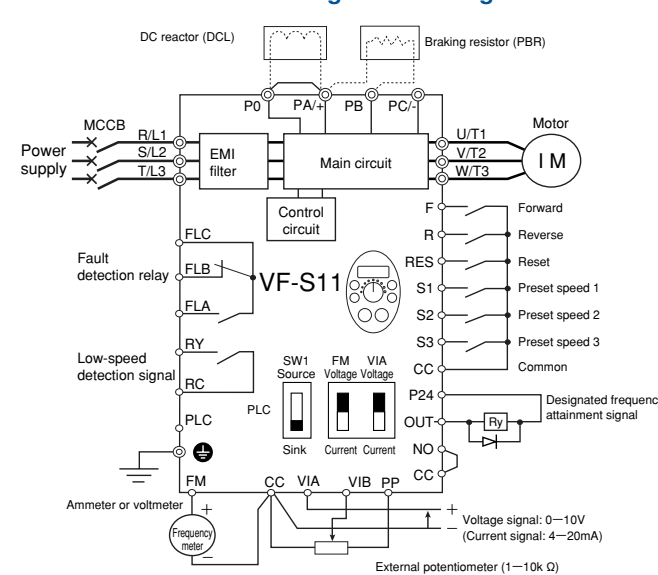 DC reactor (DCL)
Braking resistor (PBR)
P0 PA/+ PB PC/-
MCCB
Power
supply
R/L1
S/L2
T/L3
EMI
filter
Main circuit
Control
circuit
U/T1
V/T2
W/T3
Motor
I M
FLC
Fault
detection relay
FLB
FLA
VF-S11
F Forward
R Reverse
RES Reset
S1 Preset speed 1
S2 Preset speed 2
S3 Preset speed 3
CC Common
RY
Low-speed
detection signal
RC
PLC
PLC
SW1
Source
Sink
FM
Voltage
Current
VIA
Voltage
Current
P24
OUT
Ry
Designated frequenc
attainment signal
NO
CC
FM CC VIA VIB PP
Ammeter or voltmeter
+
Frequency
meter
−
+
−
Voltage signal: 0−10V
(Current signal: 4−20mA)
External potentiometer (1−10k Ω)